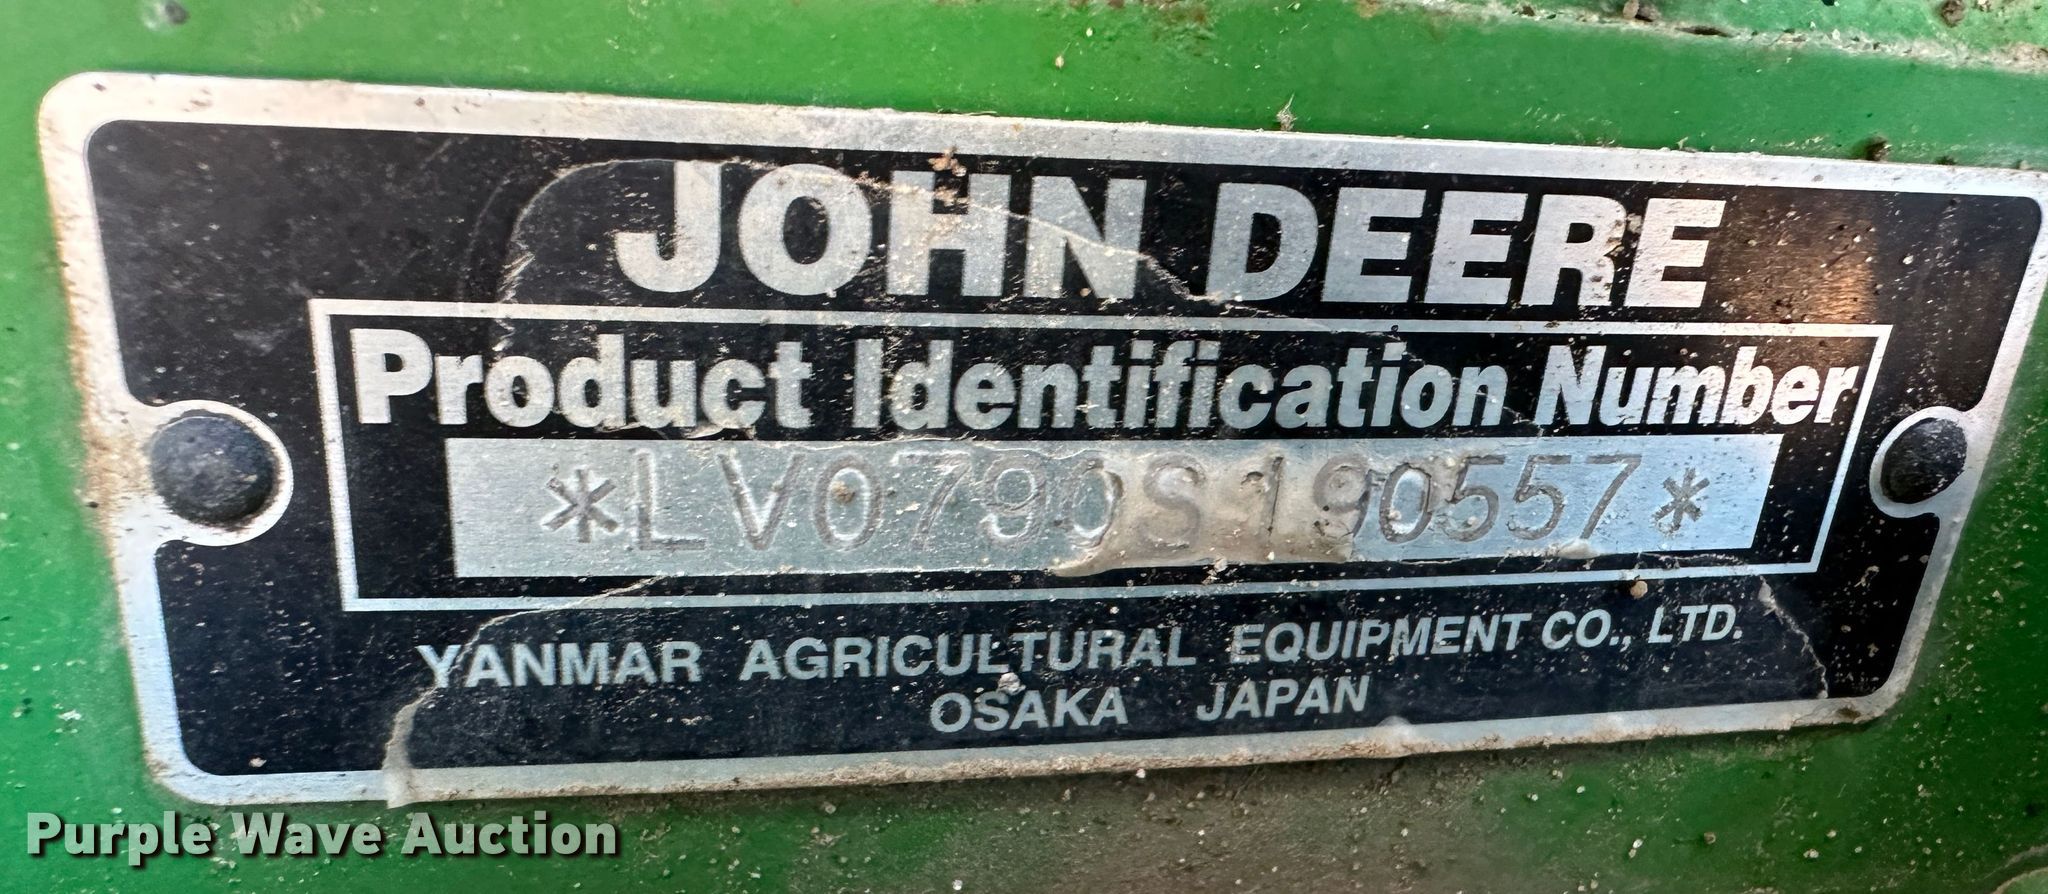 JOHN DEERE
Product Identification Number
*LV0790S190557*
YANMAR AGRICULTURAL EQUIPMENT CO., LTD.
OSAKA JAPAN
Purple Wave Auction